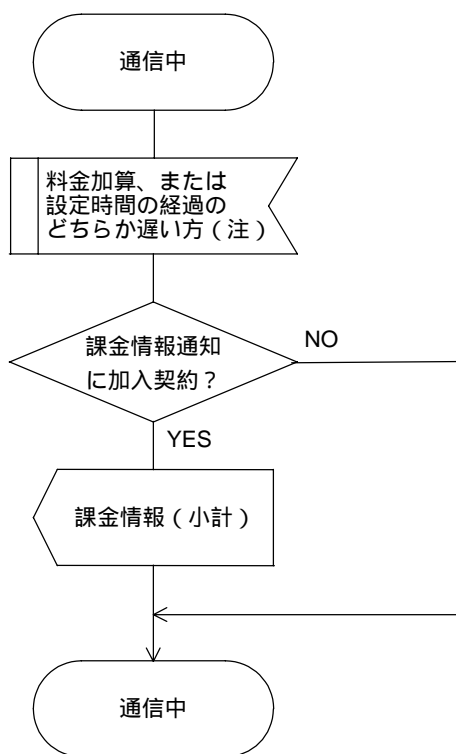 通信中
料金加算、または
設定時間の経過の
どちらか遅い方（注）
課金情報通知
に加入契約？
NO
YES
課金情報（小計）
通信中